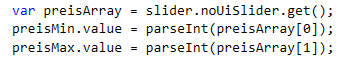 var preisArray = slider.noUiSlider.get();
preisMin.value = parseInt(preisArray[0]);
preisMax.value = parseInt(preisArray[1]);